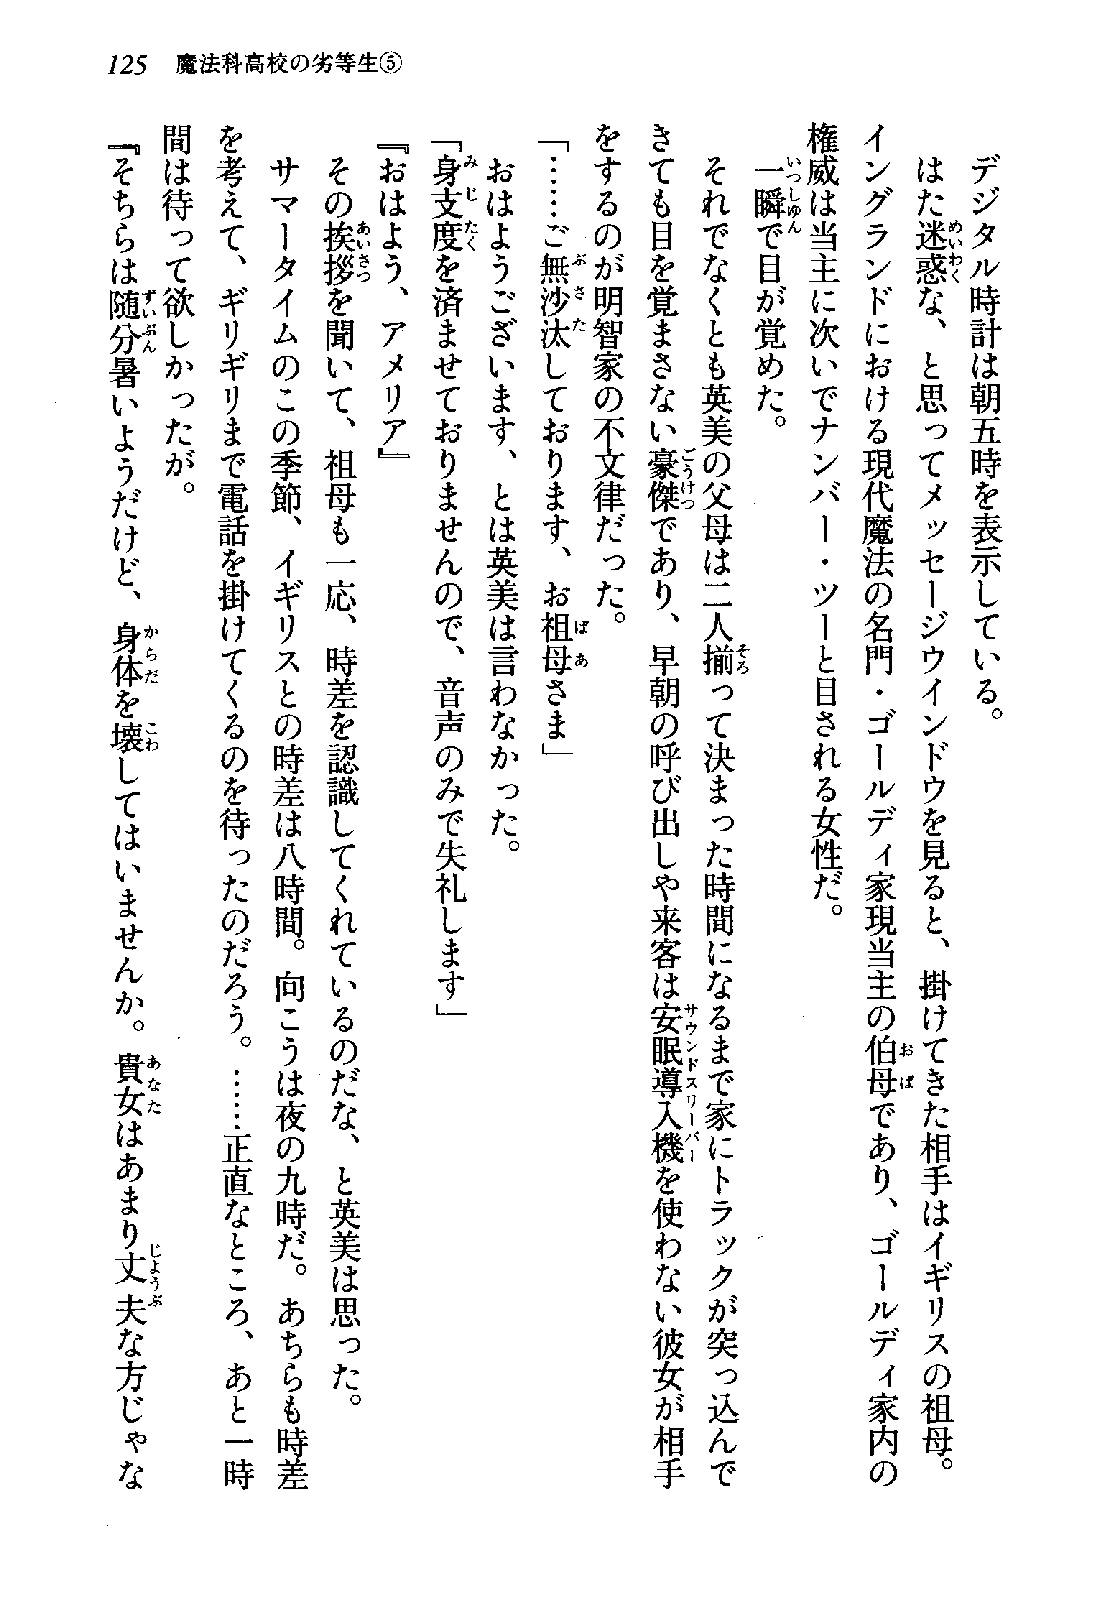 125 魔法科高校の劣等生⑤
デジタル時計は朝五時を表示している。
はた迷惑な、と思ってメッセージウインドウを見ると、掛けてきた相手はイギリスの祖母。
イングランドにおける現代魔法の名門・ゴールディ家現当主の伯母であり、ゴールディ家内の
権威は当主に次いでナンバー・ツーと目される女性だ。
一瞬で目が覚めた。
それでなくとも英美の父母は二人揃って決まった時間になるまで家にトラックが突っ込んで
きても目を覚まさない豪傑であり、早朝の呼び出しや来客は安眠導入機を使わない彼女が相手
をするのが明智家の不文律だった。
「……ご無沙汰しております、お祖母さま」
おはようございます、とは英美は言わなかった。
「身支度を済ませておりませんので、音声のみで失礼します」
『おはよう、アメリア』
その挨拶を聞いて、祖母も一応、時差を認識してくれているのだな、と英美は思った。
サマータイムのこの季節、イギリスとの時差は八時間。向こうは夜の九時だ。あちらも時差
を考えて、ギリギリまで電話を掛けてくるのを待ったのだろう。……正直なところ、あと一時
間は待って欲しかったが。
『そちらは随分暑いようだけど、身体を壊してはいませんか。貴女はあまり丈夫な方じゃな